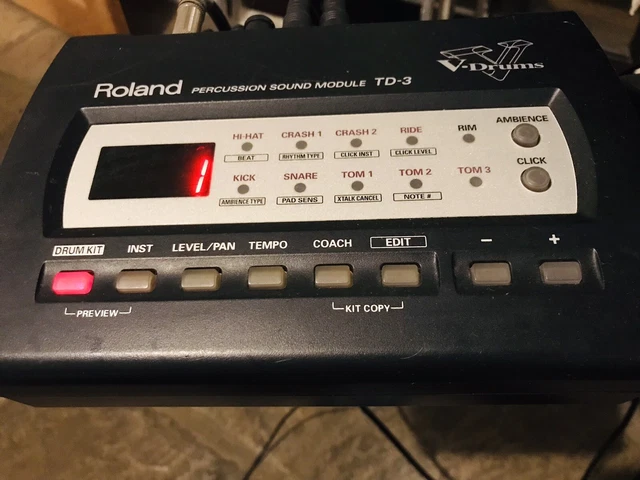 Roland PERCUSSION SOUND MODULE TD-3
V-Drums
HI-HAT CRASH 1 CRASH 2 RIDE RIM AMBIENCE
BEAT RHYTHM TYPE CLICK INST CLICK LEVEL
1
KICK SNARE TOM 1 TOM 2 TOM 3 CLICK
AMBIENCE TYPE PAD SENS XTALK CANCEL NOTE #
DRUM KIT INST LEVEL/PAN TEMPO COACH EDIT - +
PREVIEW KIT COPY